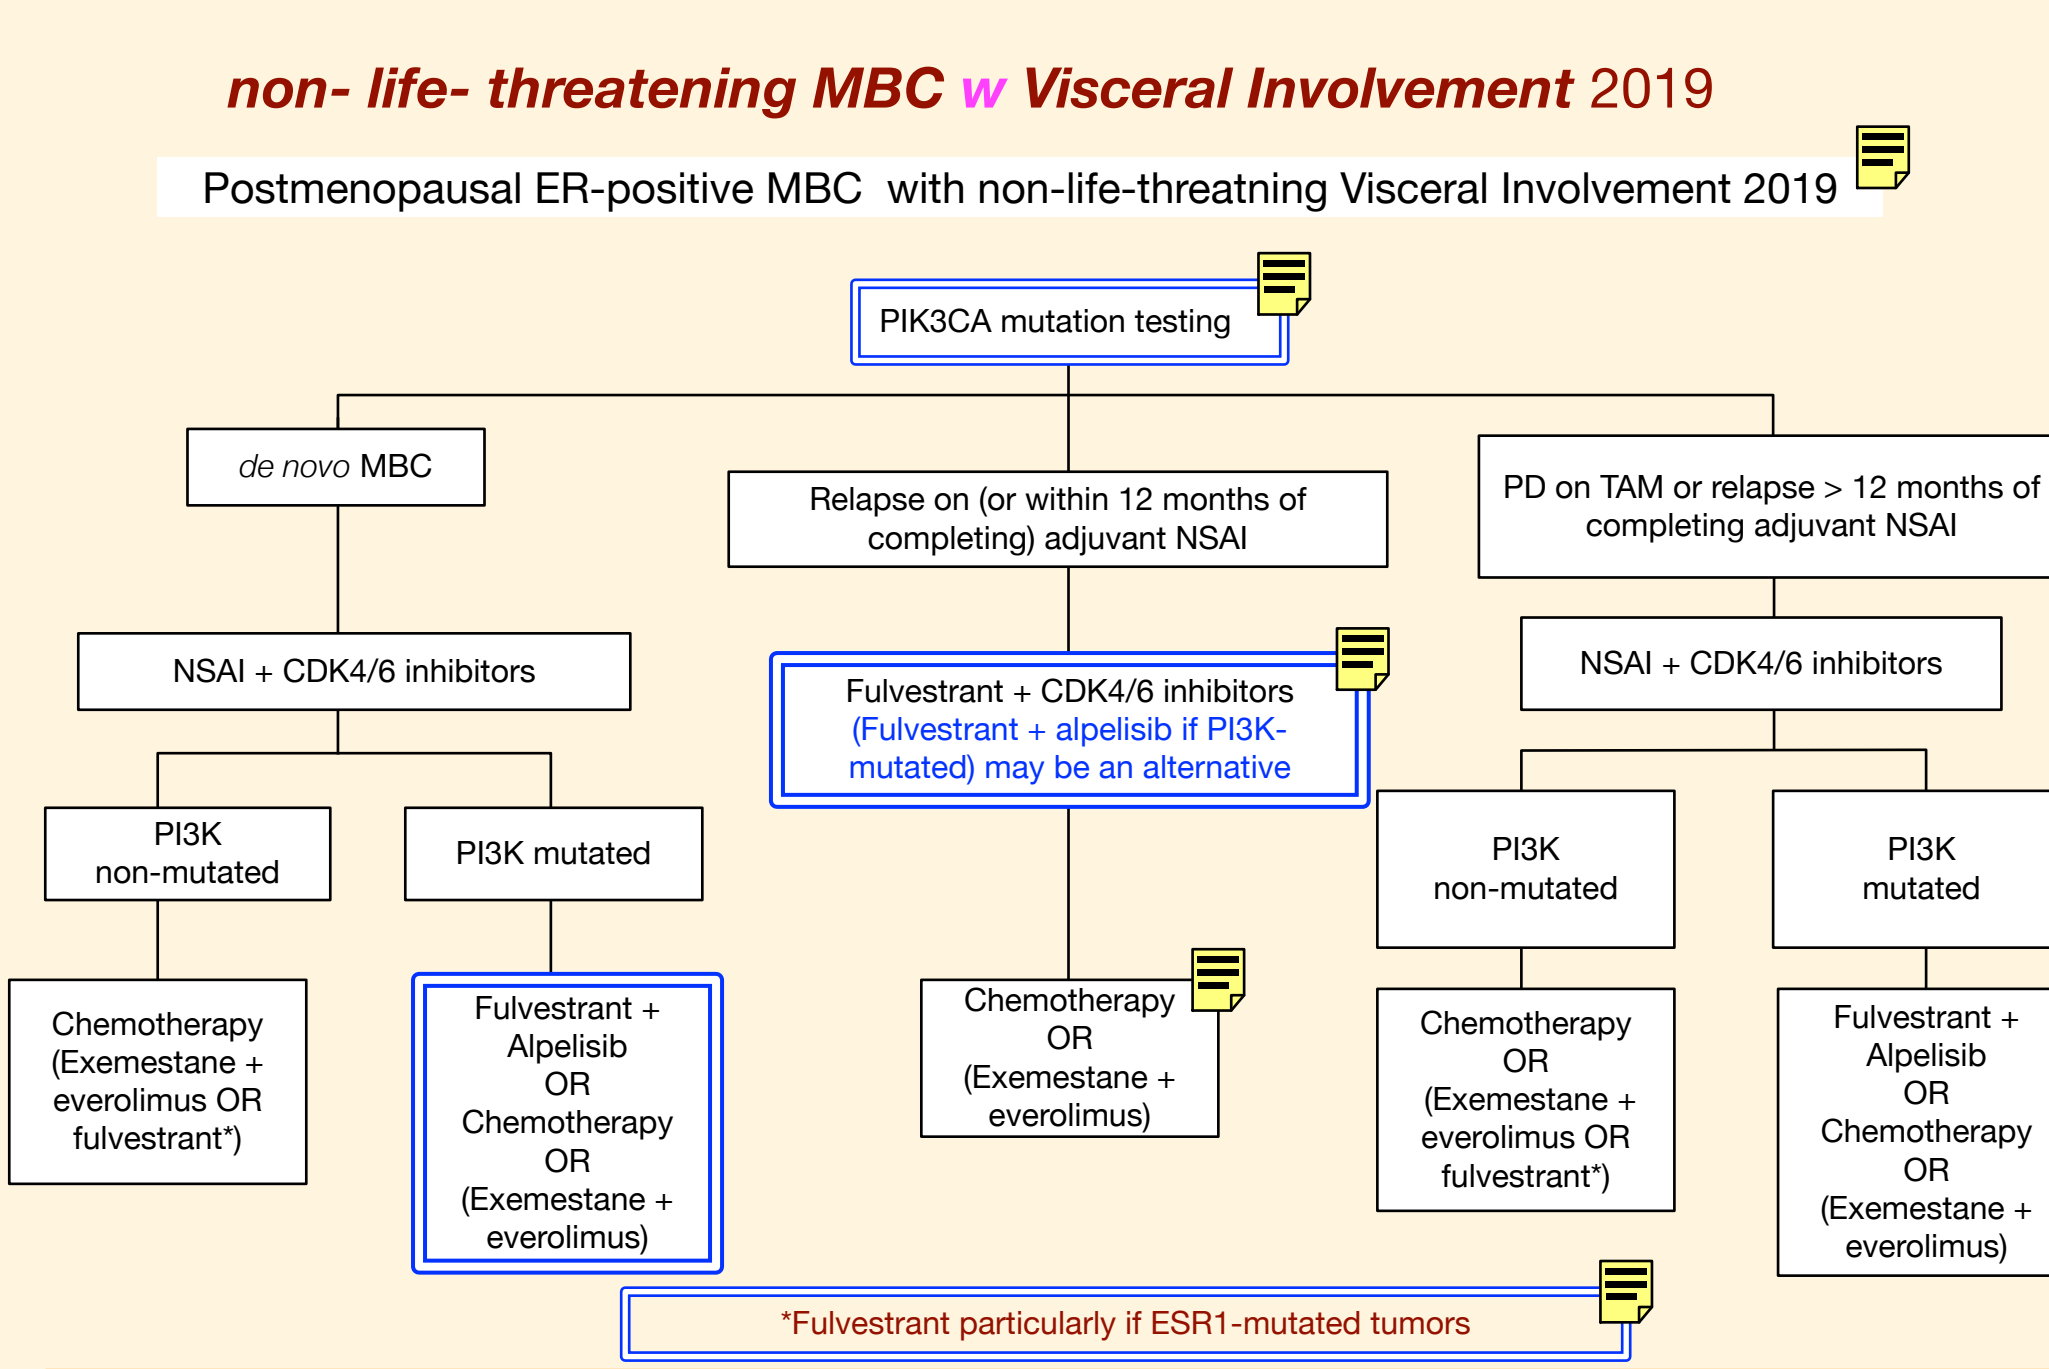 non- life- threatening MBC w Visceral Involvement 2019
Postmenopausal ER-positive MBC  with non-life-threatning Visceral Involvement 2019
PIK3CA mutation testing
de novo MBC
Relapse on (or within 12 months of
completing) adjuvant NSAI
PD on TAM or relapse > 12 months of
completing adjuvant NSAI
NSAI + CDK4/6 inhibitors
Fulvestrant + CDK4/6 inhibitors
(Fulvestrant + alpelisib if PI3K-
mutated) may be an alternative
NSAI + CDK4/6 inhibitors
PI3K
non-mutated
PI3K mutated
PI3K
non-mutated
PI3K
mutated
Chemotherapy
(Exemestane +
everolimus OR
fulvestrant*)
Fulvestrant +
Alpelisib
OR
Chemotherapy
OR
(Exemestane +
everolimus)
Chemotherapy
OR
(Exemestane +
everolimus)
Chemotherapy
OR
(Exemestane +
everolimus OR
fulvestrant*)
Fulvestrant +
Alpelisib
OR
Chemotherapy
OR
(Exemestane +
everolimus)
*Fulvestrant particularly if ESR1-mutated tumors